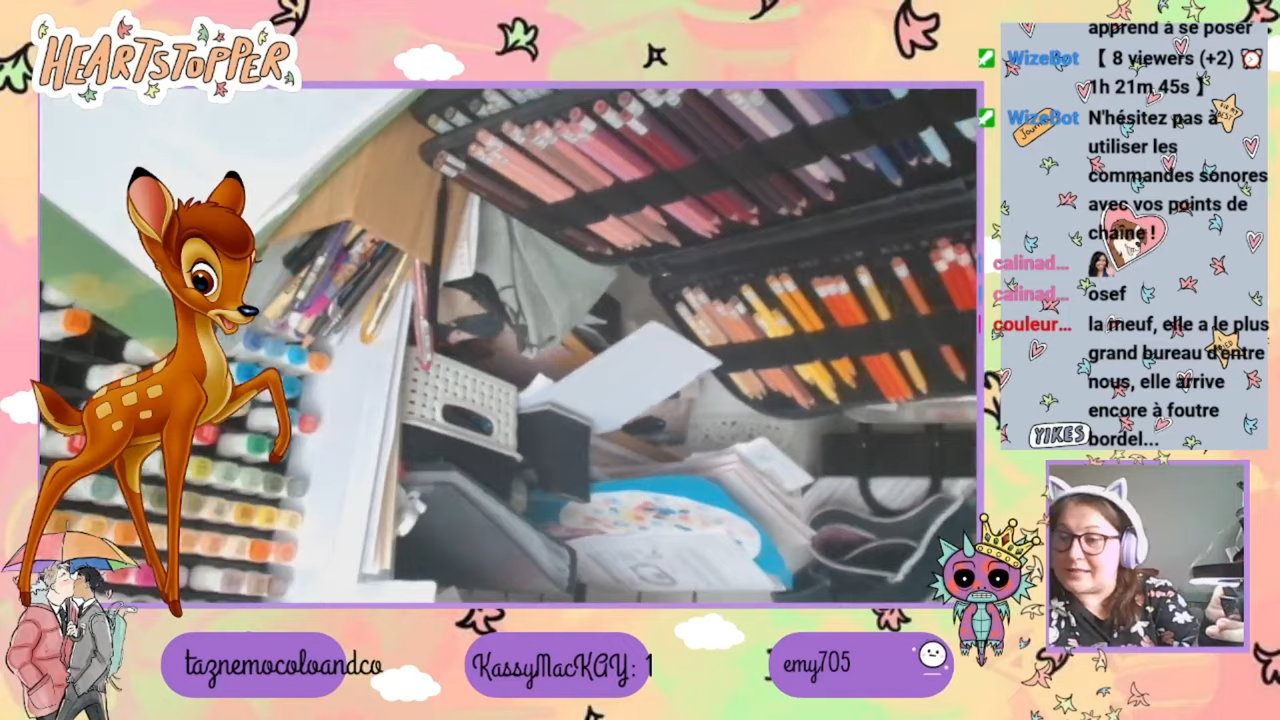 HEARTSTOPPER
apprend à se poser
WizeBot 【 8 viewers (+2) ⏰
1h 21m 45s 】
WizeBot N'hésitez pas à
utiliser les
commandes sonores
avec vos points de
chaîne !
calinad...
calinad... osef
couleur... la meuf, elle a le plus
grand bureau d'entre
nous, elle arrive
encore à foutre
bordel...
YIKES
taznemocoloandco
KassyMacKAY: 1
emy705